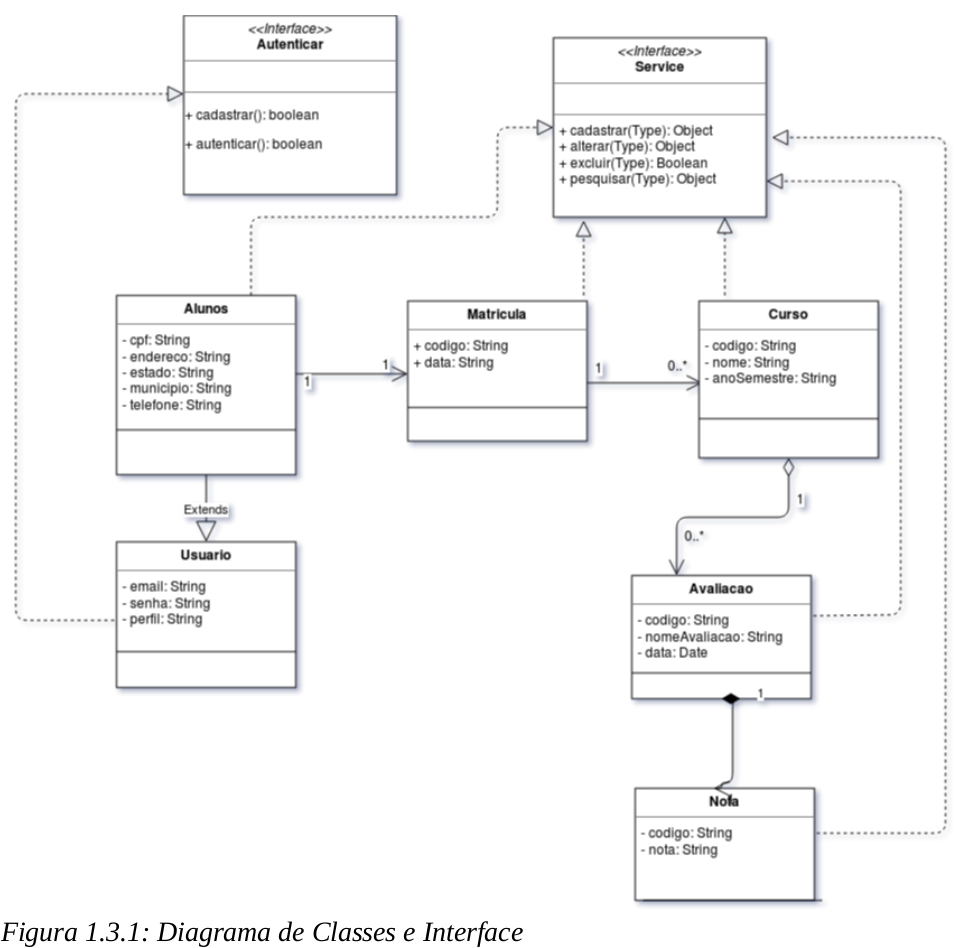 <<Interface>>
Autenticar
+ cadastrar(): boolean
+ autenticar(): boolean
<<Interface>>
Service
+ cadastrar(Type): Object
+ alterar(Type): Object
+ excluir(Type): Boolean
+ pesquisar(Type): Object
Alunos
- cpf: String
- endereco: String
- estado: String
- municipio: String
- telefone: String
1
1
Matricula
+ codigo: String
+ data: String
1
0..*
Curso
- codigo: String
- nome: String
- anoSemestre: String
Extends
1
0..*
Usuario
- email: String
- senha: String
- perfil: String
Avaliacao
- codigo: String
- nomeAvaliacao: String
- data: Date
1
Nota
- codigo: String
- nota: String
Figura 1.3.1: Diagrama de Classes e Interface